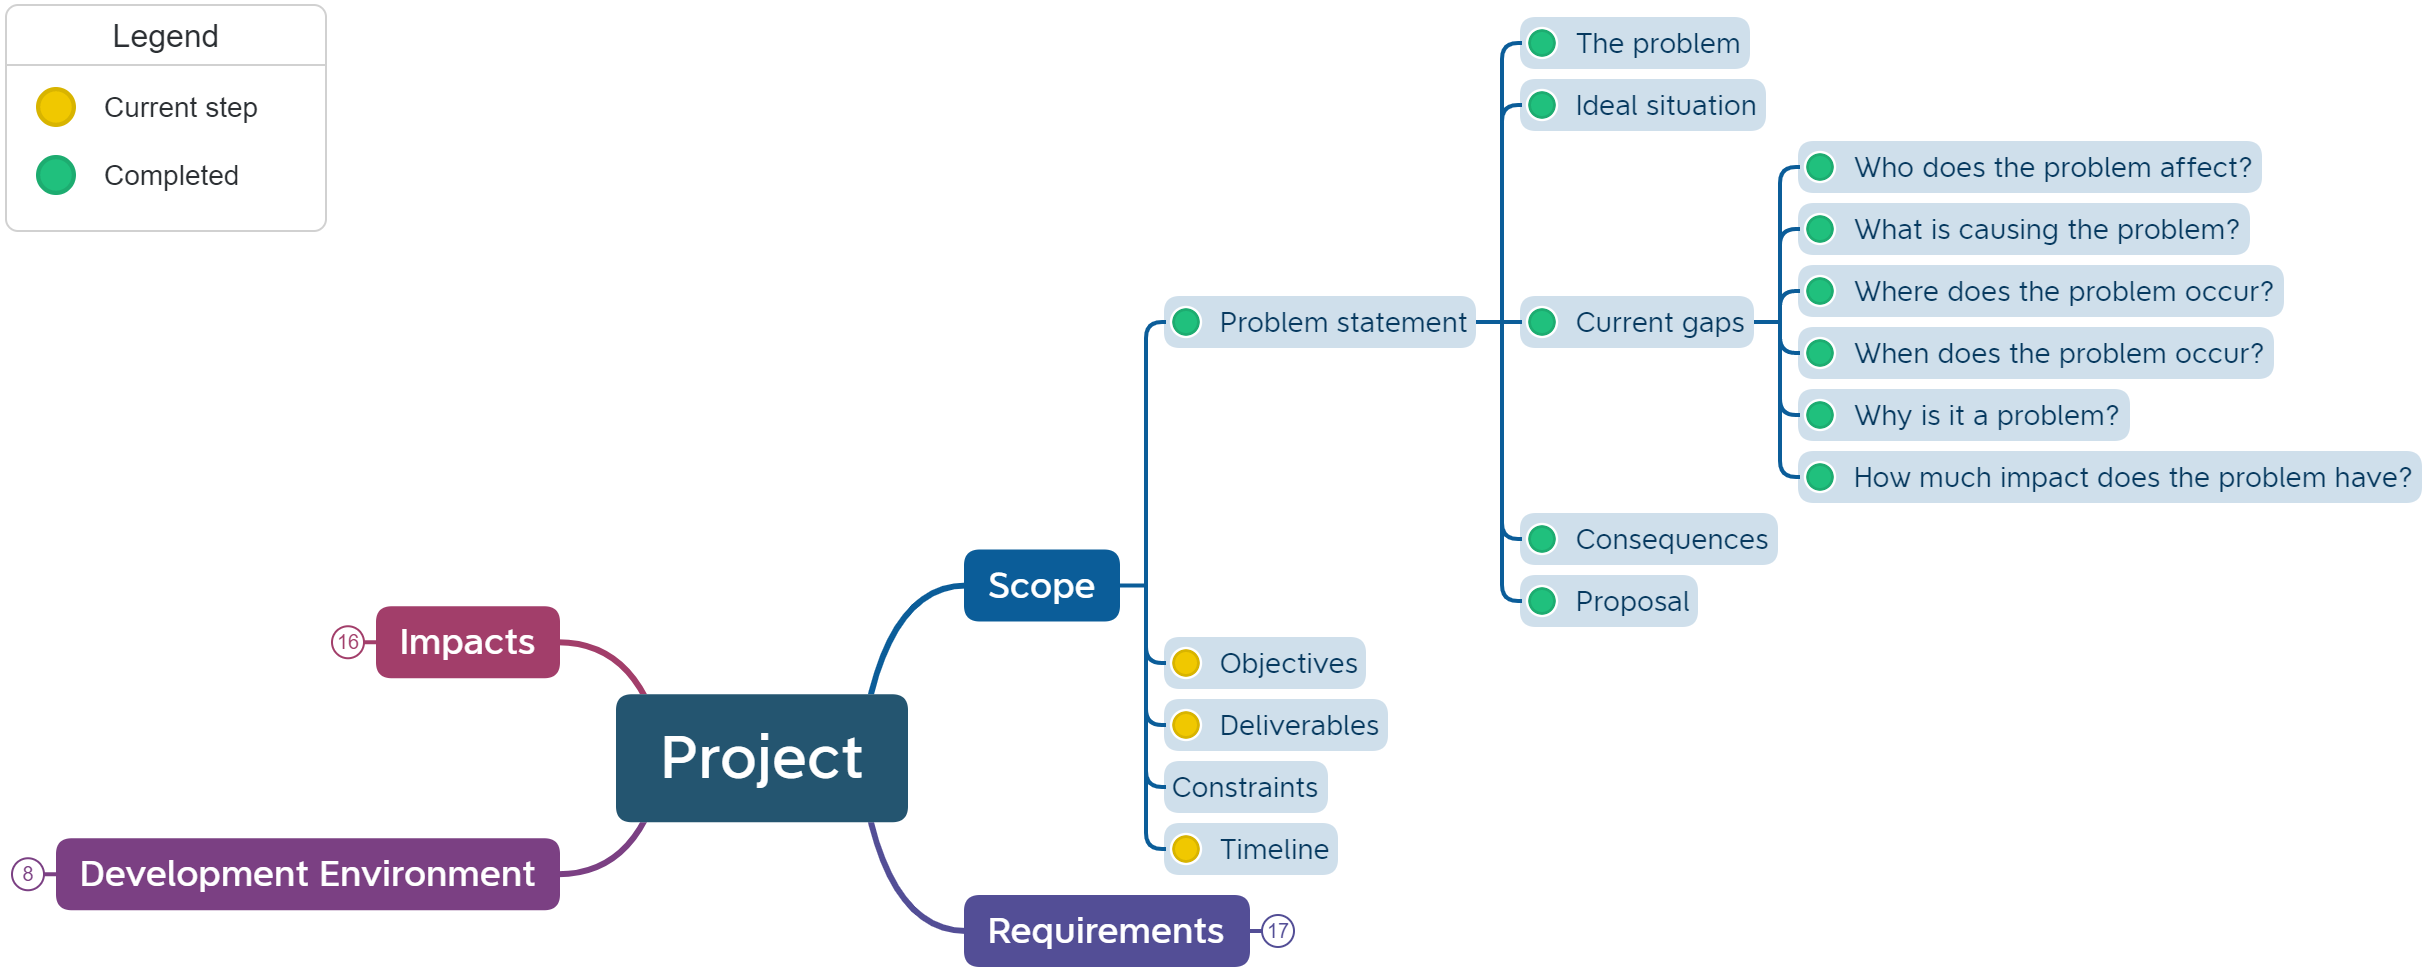 Legend
Current step
Completed
The problem
Ideal situation
Who does the problem affect?
What is causing the problem?
Where does the problem occur?
Problem statement
Current gaps
When does the problem occur?
Why is it a problem?
How much impact does the problem have?
Consequences
Scope
Proposal
16
Impacts
Objectives
Deliverables
Project
Constraints
Timeline
8
Development Environment
Requirements
17